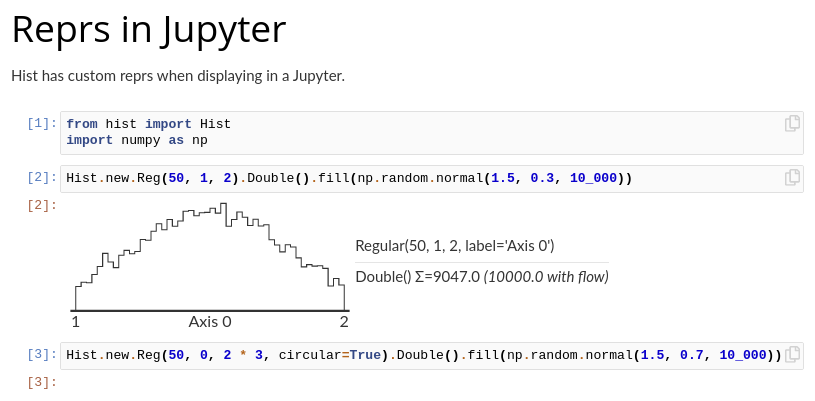 Reprs in Jupyter
Hist has custom reprs when displaying in a Jupyter.
[1]: from hist import Hist
import numpy as np
[2]: Hist.new.Reg(50, 1, 2).Double().fill(np.random.normal(1.5, 0.3, 10_000))
[2]:
Regular(50, 1, 2, label='Axis 0')
Double() Σ=9047.0 (10000.0 with flow)
1 Axis 0 2
[3]: Hist.new.Reg(50, 0, 2 * 3, circular=True).Double().fill(np.random.normal(1.5, 0.7, 10_000))
[3]: